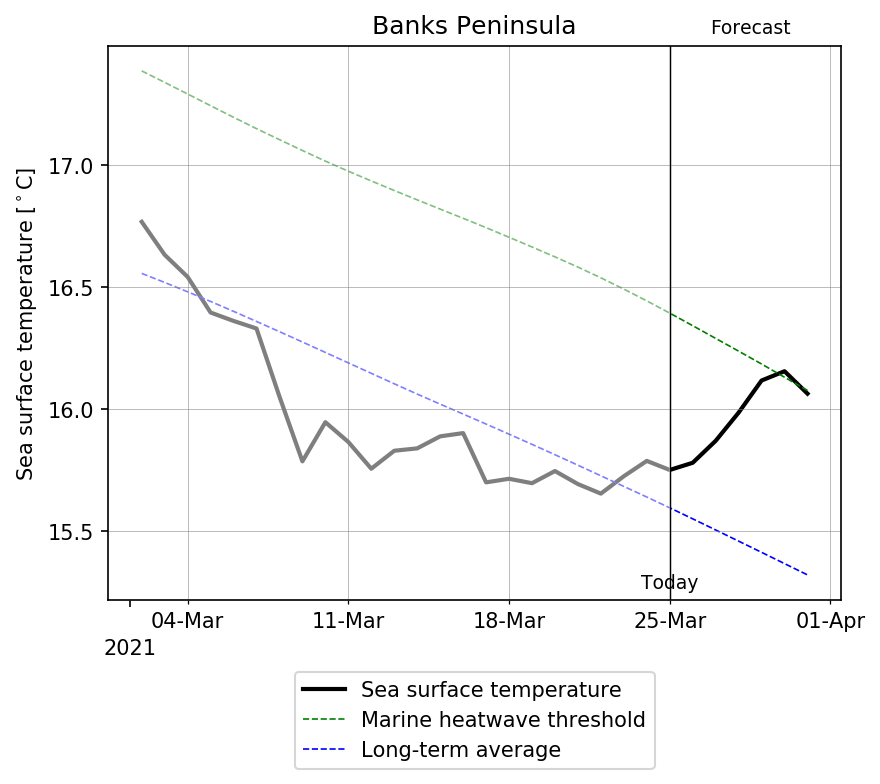 Banks Peninsula
Forecast
Sea surface temperature [°C]
17.0
16.5
16.0
15.5
Today
04-Mar
11-Mar
18-Mar
25-Mar
01-Apr
2021
Sea surface temperature
Marine heatwave threshold
Long-term average